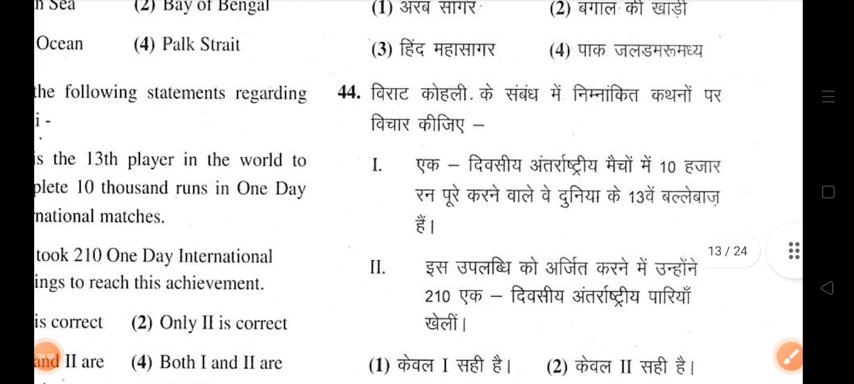 n Sea (2) Bay of Bengal
Ocean (4) Palk Strait
the following statements regarding
i -
is the 13th player in the world to
plete 10 thousand runs in One Day
national matches.
took 210 One Day International
ings to reach this achievement.
is correct (2) Only II is correct
and II are (4) Both I and II are
(1) अरब सागर (2) बंगाल की खाड़ी
(3) हिंद महासागर (4) पाक जलडमरूमध्य
44. विराट कोहली. के संबंध में निम्नांकित कथनों पर
विचार कीजिए –
I. एक – दिवसीय अंतर्राष्ट्रीय मैचों में 10 हजार
रन पूरे करने वाले वे दुनिया के 13वें बल्लेबाज़
हैं।
II. इस उपलब्धि को अर्जित करने में उन्होंने
210 एक – दिवसीय अंतर्राष्ट्रीय पारियाँ
खेलीं।
(1) केवल I सही है। (2) केवल II सही है।
13 / 24